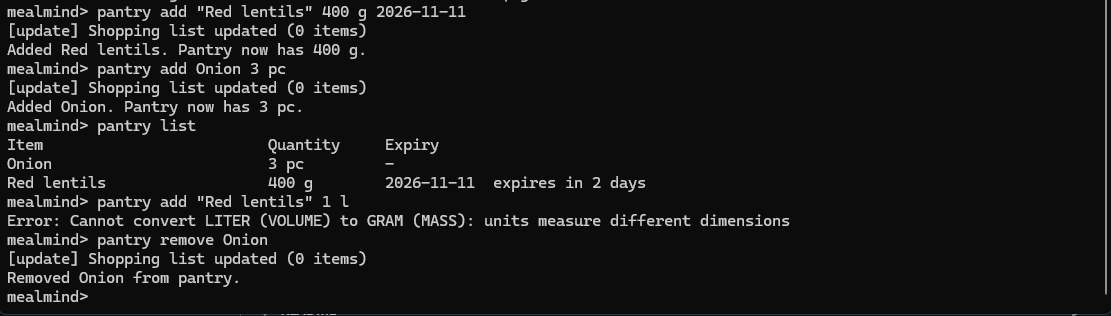 mealmind> pantry add "Red lentils" 400 g 2026-11-11
[update] Shopping list updated (0 items)
Added Red lentils. Pantry now has 400 g.
mealmind> pantry add Onion 3 pc
[update] Shopping list updated (0 items)
Added Onion. Pantry now has 3 pc.
mealmind> pantry list
Item                         Quantity     Expiry
Onion                        3 pc         -
Red lentils                  400 g        2026-11-11  expires in 2 days
mealmind> pantry add "Red lentils" 1 l
Error: Cannot convert LITER (VOLUME) to GRAM (MASS): units measure different dimensions
mealmind> pantry remove Onion
[update] Shopping list updated (0 items)
Removed Onion from pantry.
mealmind>